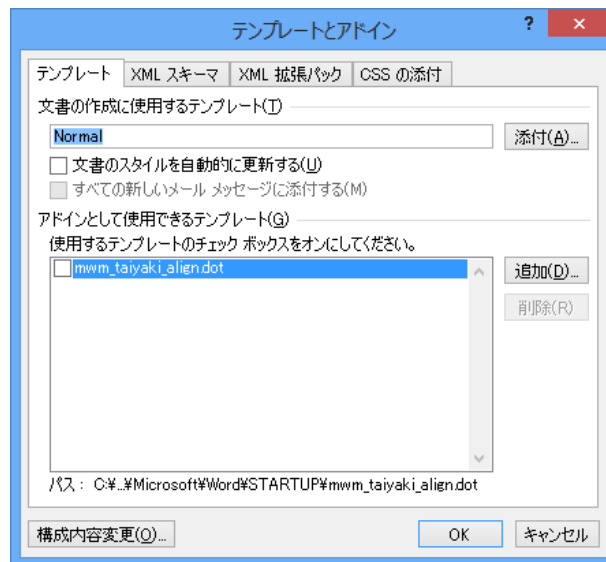 テンプレートとアドイン ? ×
テンプレート XML スキーマ XML 拡張パック CSS の添付
文書の作成に使用するテンプレート(T)
Normal 添付(A)...
文書のスタイルを自動的に更新する(U)
すべての新しいメール メッセージに添付する(M)
アドインとして使用できるテンプレート(G)
使用するテンプレートのチェック ボックスをオンにしてください。
mwm_taiyaki_align.dot 追加(D)...
削除(R)
パス : C:¥...¥Microsoft¥Word¥STARTUP¥mwm_taiyaki_align.dot
構成内容変更(O)... OK キャンセル